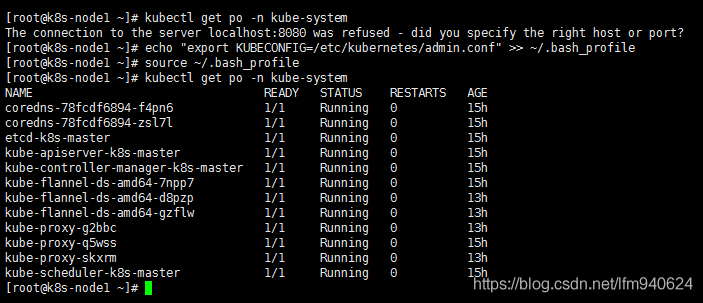 [root@k8s-node1 ~]# kubectl get po -n kube-system
The connection to the server localhost:8080 was refused - did you specify the right host or port?
[root@k8s-node1 ~]# echo "export KUBECONFIG=/etc/kubernetes/admin.conf" >> ~/.bash_profile
[root@k8s-node1 ~]# source ~/.bash_profile
[root@k8s-node1 ~]# kubectl get po -n kube-system
NAME READY STATUS RESTARTS AGE
coredns-78fcdf6894-f4pn6 1/1 Running 0 15h
coredns-78fcdf6894-zsl7l 1/1 Running 0 15h
etcd-k8s-master 1/1 Running 0 15h
kube-apiserver-k8s-master 1/1 Running 0 15h
kube-controller-manager-k8s-master 1/1 Running 0 15h
kube-flannel-ds-amd64-7npp7 1/1 Running 0 15h
kube-flannel-ds-amd64-d8pzp 1/1 Running 0 13h
kube-flannel-ds-amd64-gzflw 1/1 Running 0 13h
kube-proxy-g2bbc 1/1 Running 0 13h
kube-proxy-q5wss 1/1 Running 0 15h
kube-proxy-skxrm 1/1 Running 0 13h
kube-scheduler-k8s-master 1/1 Running 0 15h
[root@k8s-node1 ~]#
https://blog.csdn.net/lfm940624